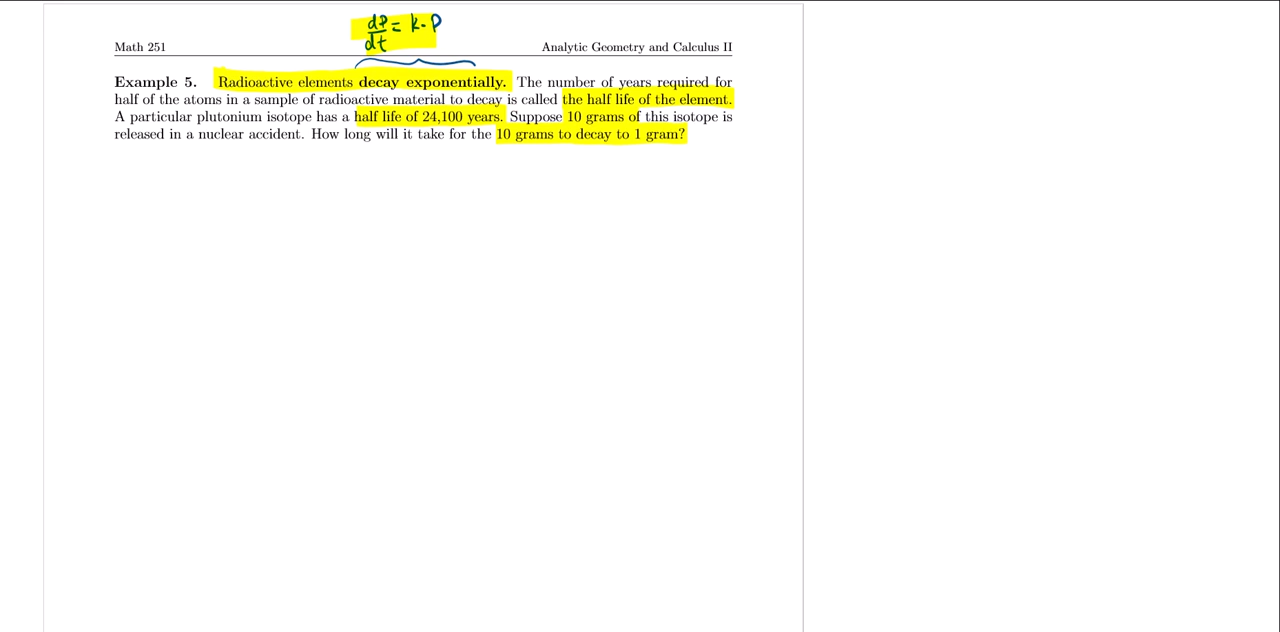 dP/dt = k · P
Math 251 Analytic Geometry and Calculus II
Example 5. Radioactive elements decay exponentially. The number of years required for
half of the atoms in a sample of radioactive material to decay is called the half life of the element.
A particular plutonium isotope has a half life of 24,100 years. Suppose 10 grams of this isotope is
released in a nuclear accident. How long will it take for the 10 grams to decay to 1 gram?